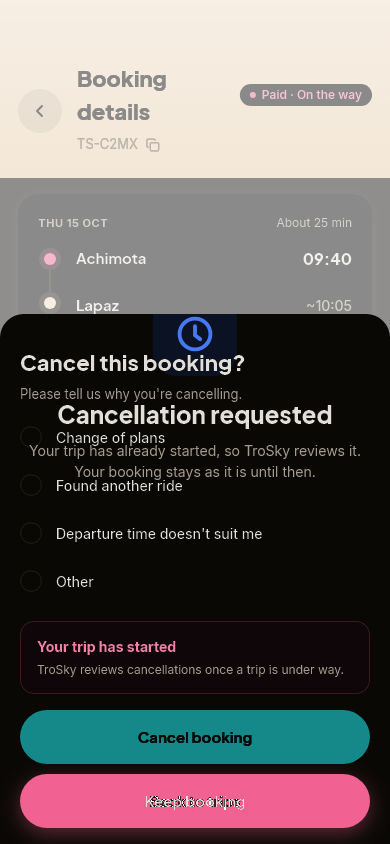 Booking
details
Paid · On the way
TS-C2MX
THU 15 OCT
About 25 min
Achimota
09:40
Lapaz
~10:05
Cancel this booking?
Please tell us why you're cancelling.
Cancellation requested
Change of plans
Your trip has already started, so TroSky reviews it.
Your booking stays as it is until then.
Found another ride
Departure time doesn't suit me
Other
Your trip has started
TroSky reviews cancellations once a trip is under way.
Cancel booking
Keep booking